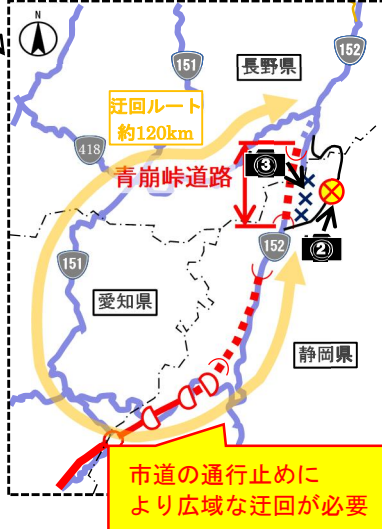 N
152
151
長野県
迂回ルート
約120km
418
青崩峠道路
③
②
152
151
愛知県
静岡県
市道の通行止めに
より広域な迂回が必要